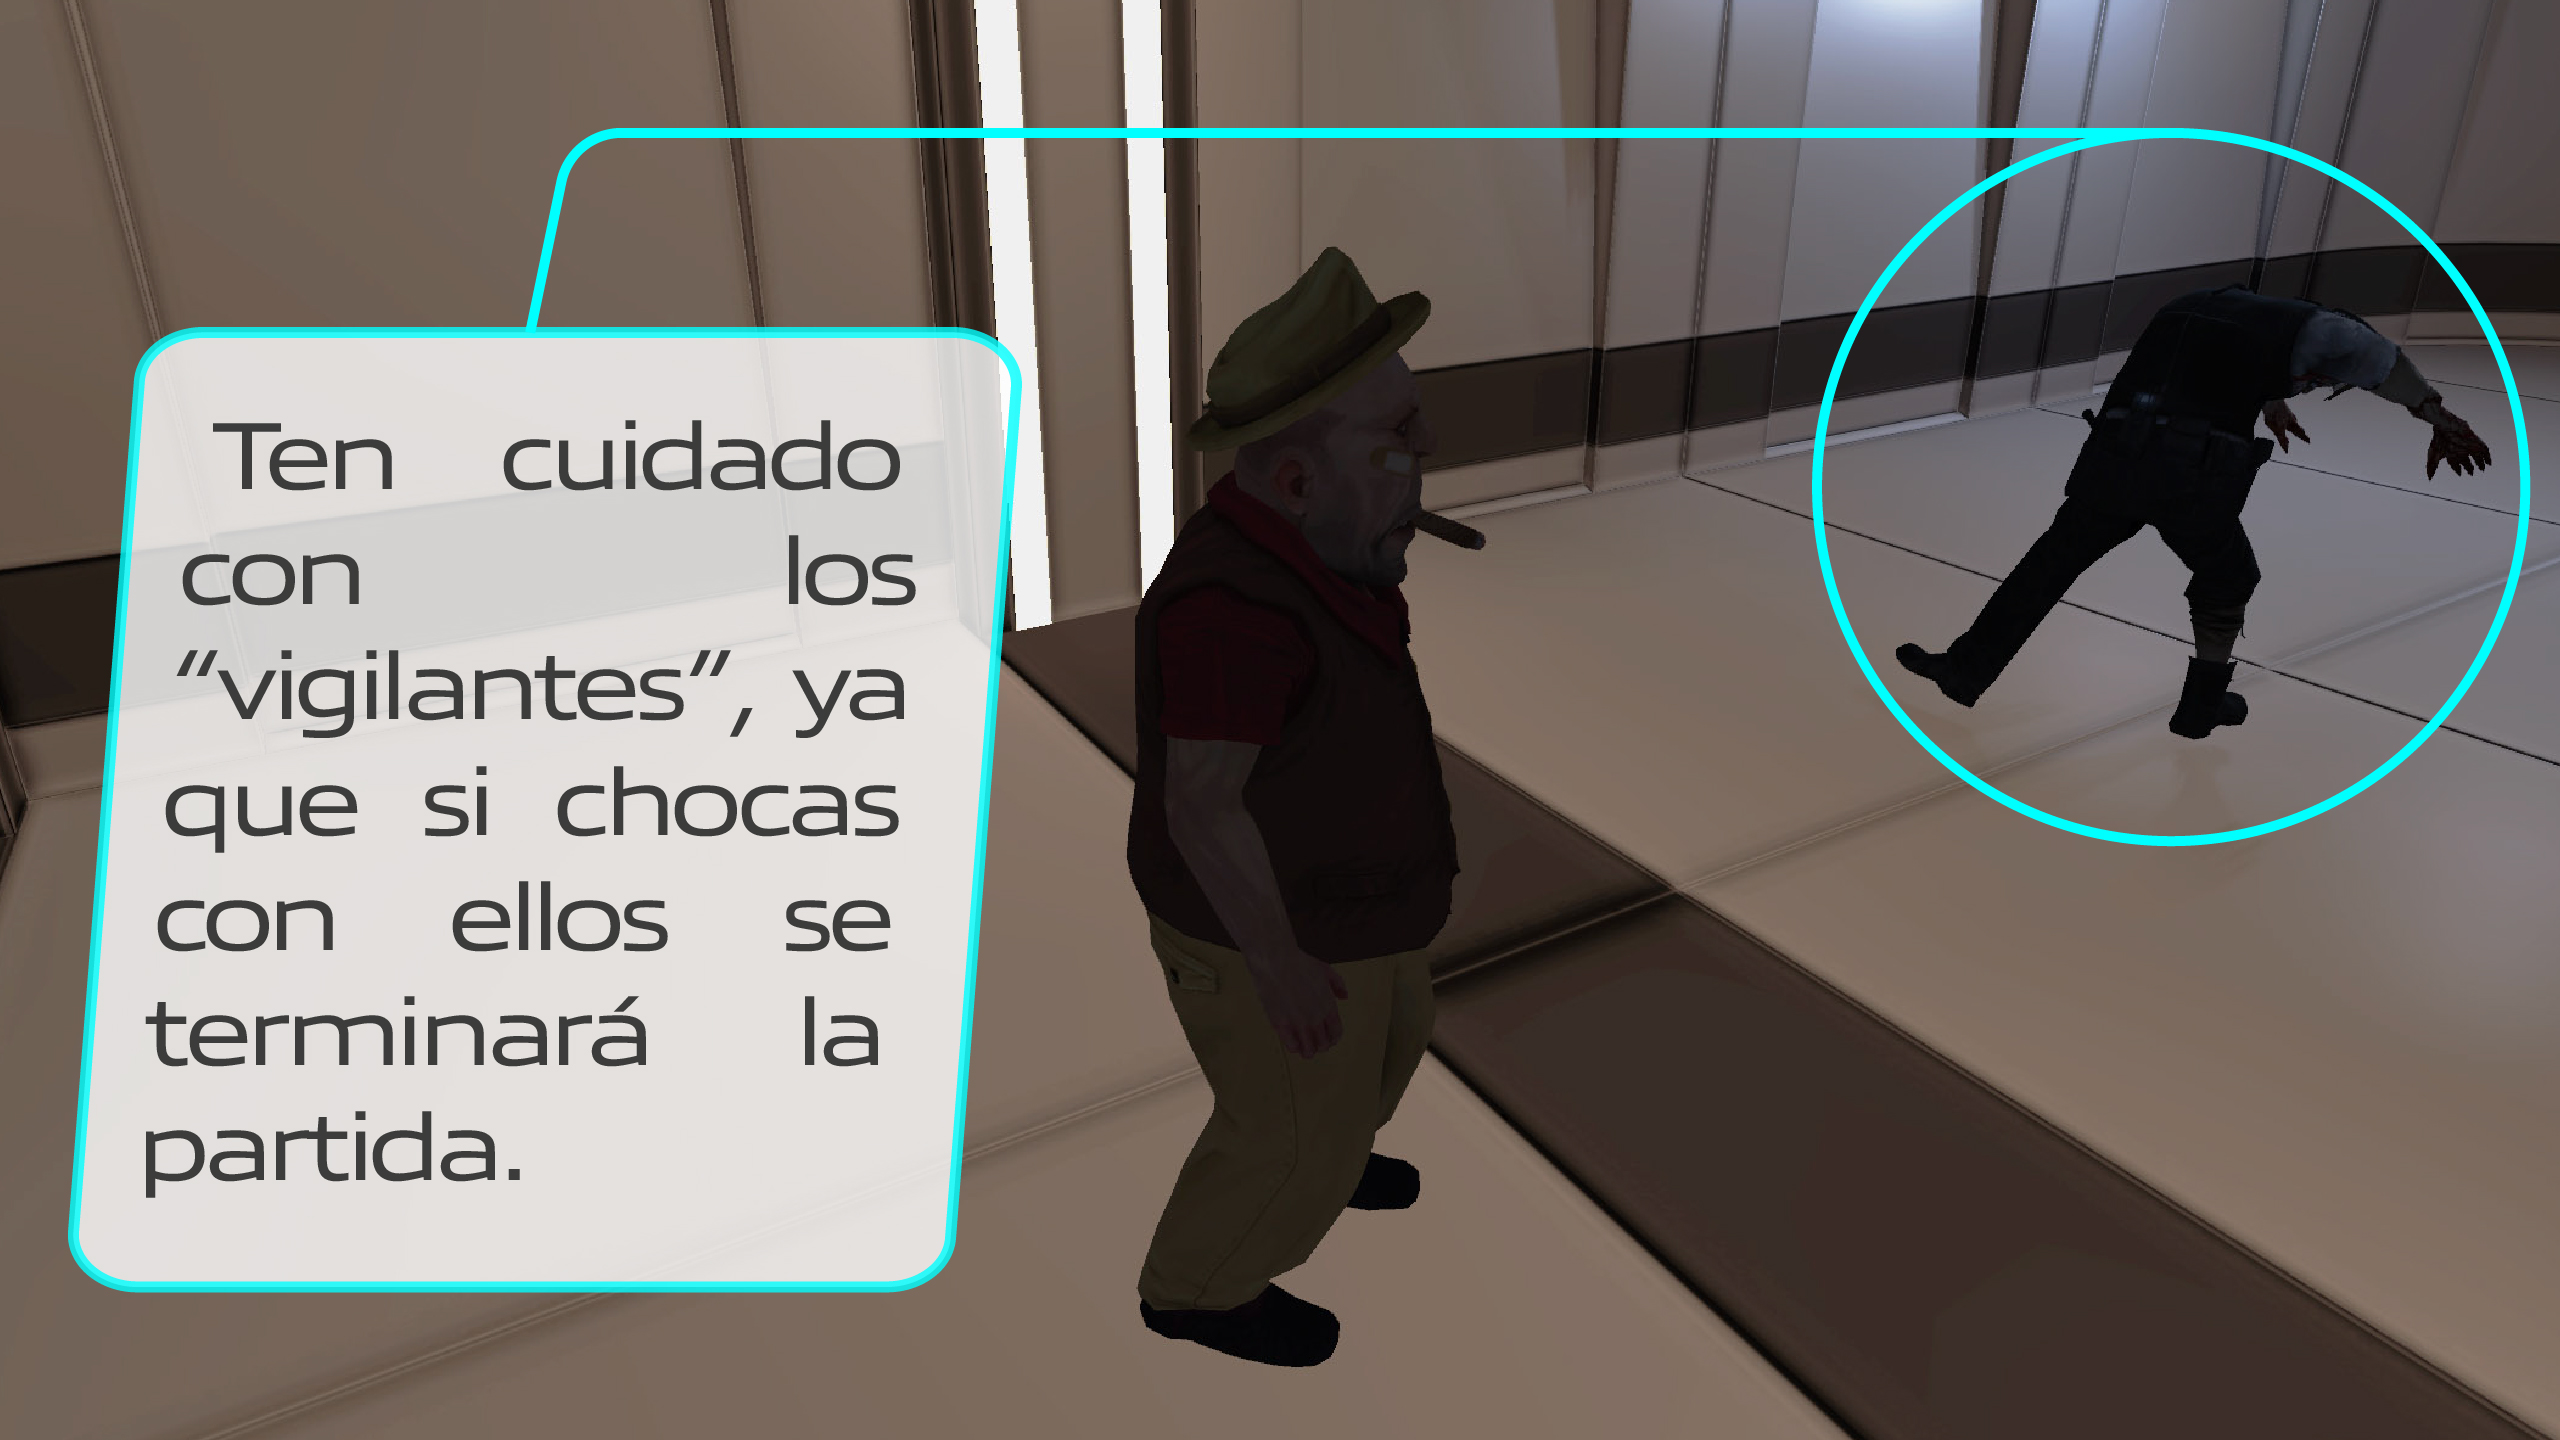 Ten cuidado
con los
“vigilantes”, ya
que si chocas
con ellos se
terminará la
partida.